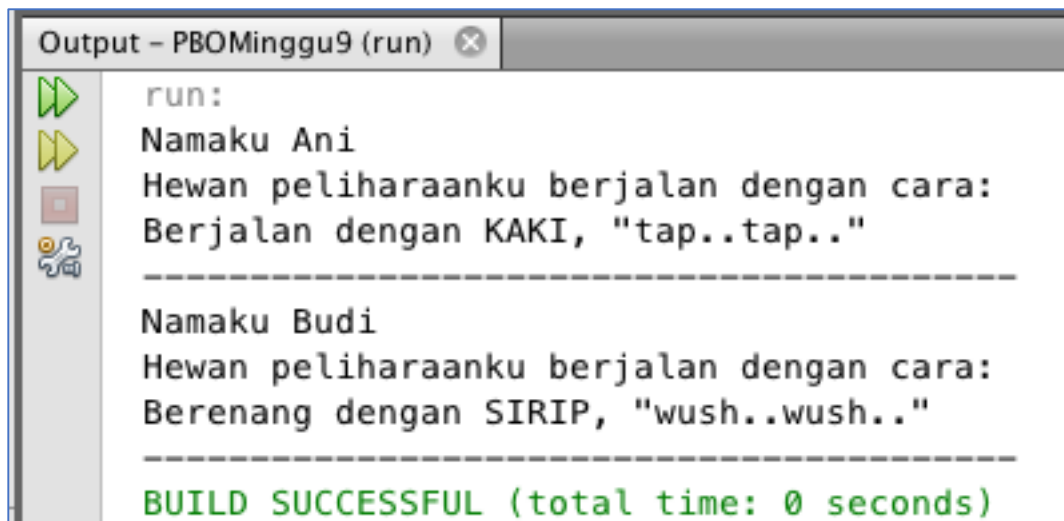 Output – PBOMinggu9 (run)
run:
Namaku Ani
Hewan peliharaanku berjalan dengan cara:
Berjalan dengan KAKI, "tap..tap.."
-----------------------------------------
Namaku Budi
Hewan peliharaanku berjalan dengan cara:
Berenang dengan SIRIP, "wush..wush.."
-----------------------------------------
BUILD SUCCESSFUL (total time: 0 seconds)